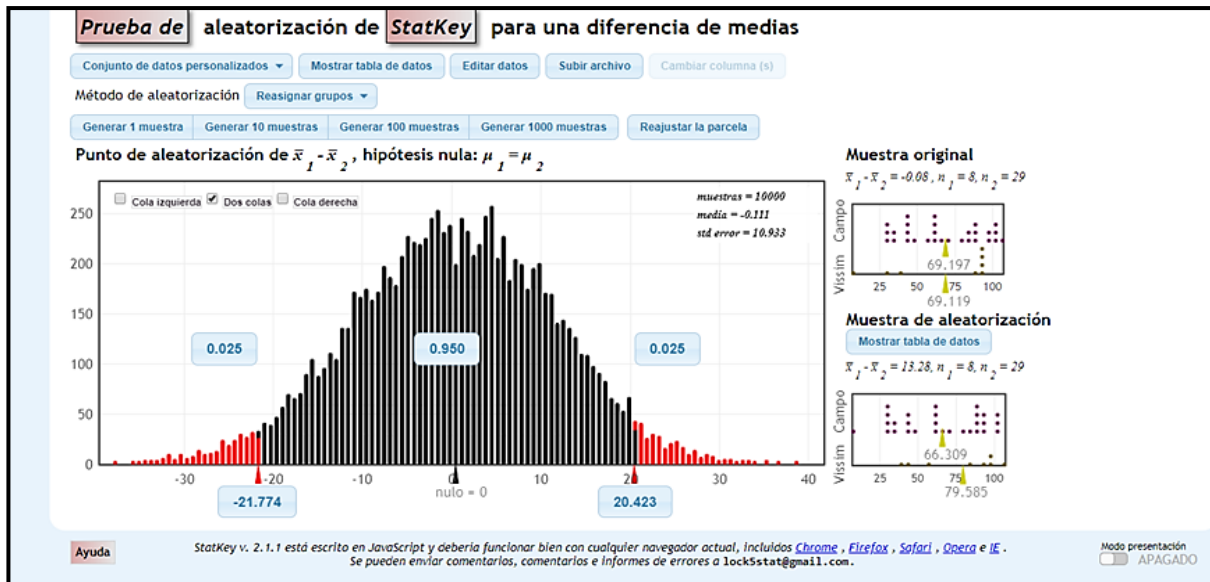 Prueba de aleatorización de StatKey para una diferencia de medias
Conjunto de datos personalizados Mostrar tabla de datos Editar datos Subir archivo Cambiar columna (s)
Método de aleatorización Reasignar grupos
Generar 1 muestra Generar 10 muestras Generar 100 muestras Generar 1000 muestras Reajustar la parcela
Punto de aleatorización de x̄ 1 - x̄ 2 , hipótesis nula: μ 1 = μ 2
Cola izquierda Dos colas Cola derecha
muestras = 10000
media = -0.111
std error = 10.933
250
200
150
100
50
0
0.025 0.950 0.025
-30 -20 -10 0 10 20 30 40
nulo = 0
-21.774 20.423
Muestra original
x̄ 1 - x̄ 2 = -0.08 , n 1 = 8, n 2 = 29
Campo
Vissim
69.197
25 50 75 100
69.119
Muestra de aleatorización
Mostrar tabla de datos
x̄ 1 - x̄ 2 = 13.28, n 1 = 8, n 2 = 29
Campo
Vissim
66.309
25 50 75 100
79.585
Ayuda
StatKey v. 2.1.1 está escrito en JavaScript y debería funcionar bien con cualquier navegador actual, incluidos Chrome , Firefox , Safari , Opera e IE .
Se pueden enviar comentarios, comentarios e informes de errores a lock5stat@gmail.com.
Modo presentación
APAGADO